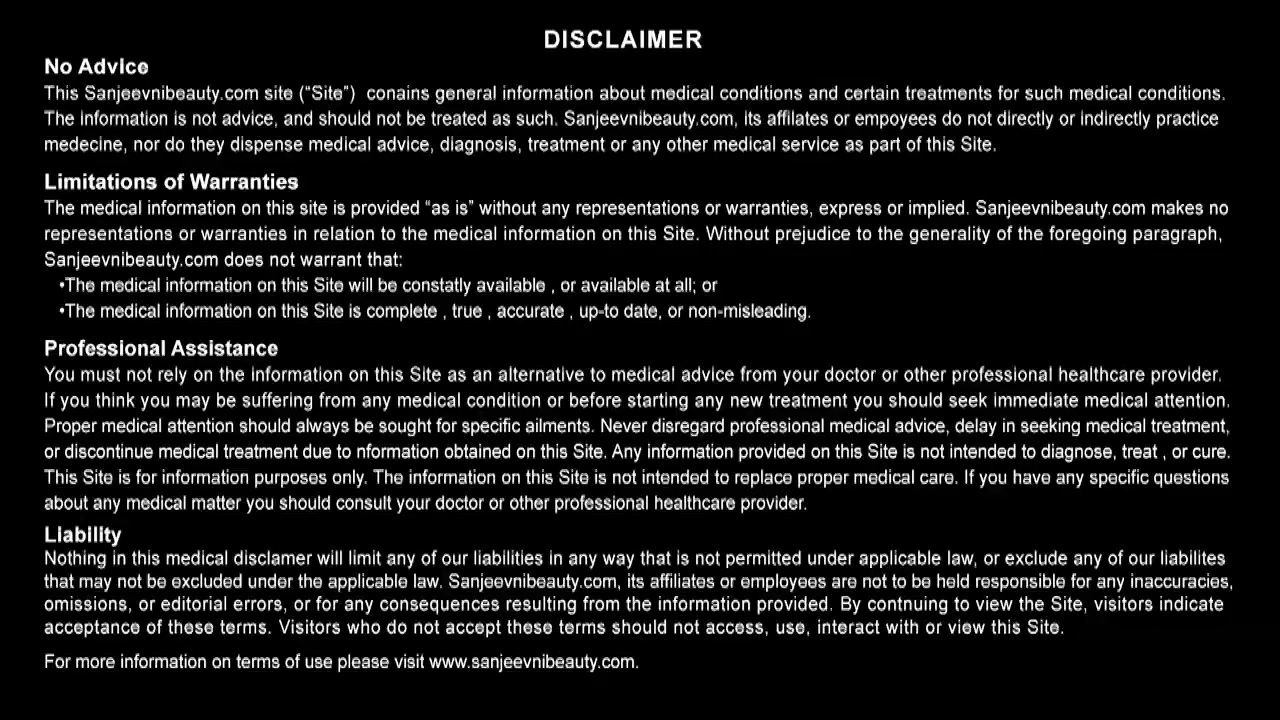 DISCLAIMER
No Advice
This Sanjeevnibeauty.com site (“Site”)  conains general information about medical conditions and certain treatments for such medical conditions.
The information is not advice, and should not be treated as such. Sanjeevnibeauty.com, its affilates or empoyees do not directly or indirectly practice
medecine, nor do they dispense medical advice, diagnosis, treatment or any other medical service as part of this Site.
Limitations of Warranties
The medical information on this site is provided “as is” without any representations or warranties, express or implied. Sanjeevnibeauty.com makes no
representations or warranties in relation to the medical information on this Site. Without prejudice to the generality of the foregoing paragraph,
Sanjeevnibeauty.com does not warrant that:
•The medical information on this Site will be constatly available , or available at all; or
•The medical information on this Site is complete , true , accurate , up-to date, or non-misleading.
Professional Assistance
You must not rely on the information on this Site as an alternative to medical advice from your doctor or other professional healthcare provider.
If you think you may be suffering from any medical condition or before starting any new treatment you should seek immediate medical attention.
Proper medical attention should always be sought for specific ailments. Never disregard professional medical advice, delay in seeking medical treatment,
or discontinue medical treatment due to nformation obtained on this Site. Any information provided on this Site is not intended to diagnose, treat , or cure.
This Site is for information purposes only. The information on this Site is not intended to replace proper medical care. If you have any specific questions
about any medical matter you should consult your doctor or other professional healthcare provider.
Liability
Nothing in this medical disclamer will limit any of our liabilities in any way that is not permitted under applicable law, or exclude any of our liabilites
that may not be excluded under the applicable law. Sanjeevnibeauty.com, its affiliates or employees are not to be held responsible for any inaccuracies,
omissions, or editorial errors, or for any consequences resulting from the information provided. By contnuing to view the Site, visitors indicate
acceptance of these terms. Visitors who do not accept these terms should not access, use, interact with or view this Site.
For more information on terms of use please visit www.sanjeevnibeauty.com.